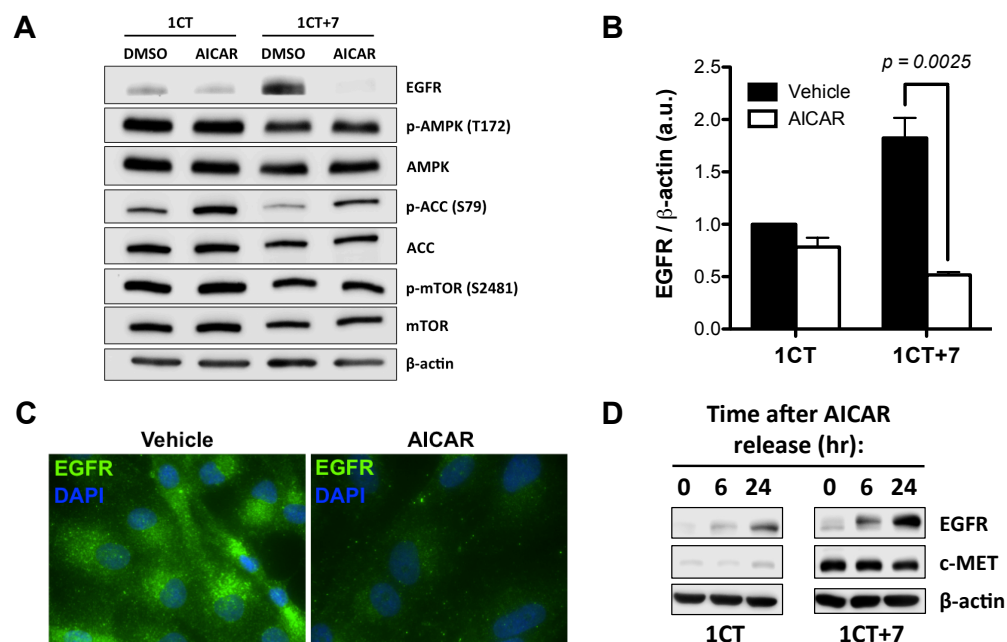 A
1CT 1CT+7
DMSO AICAR DMSO AICAR
EGFR
p-AMPK (T172)
AMPK
p-ACC (S79)
ACC
p-mTOR (S2481)
mTOR
β-actin
B
p = 0.0025
EGFR / β-actin (a.u.)
2.5
2.0
1.5
1.0
0.5
0.0
Vehicle
AICAR
1CT 1CT+7
C
Vehicle AICAR
EGFR EGFR
DAPI DAPI
D
Time after AICAR
release (hr):
0 6 24 0 6 24
EGFR
c-MET
β-actin
1CT 1CT+7